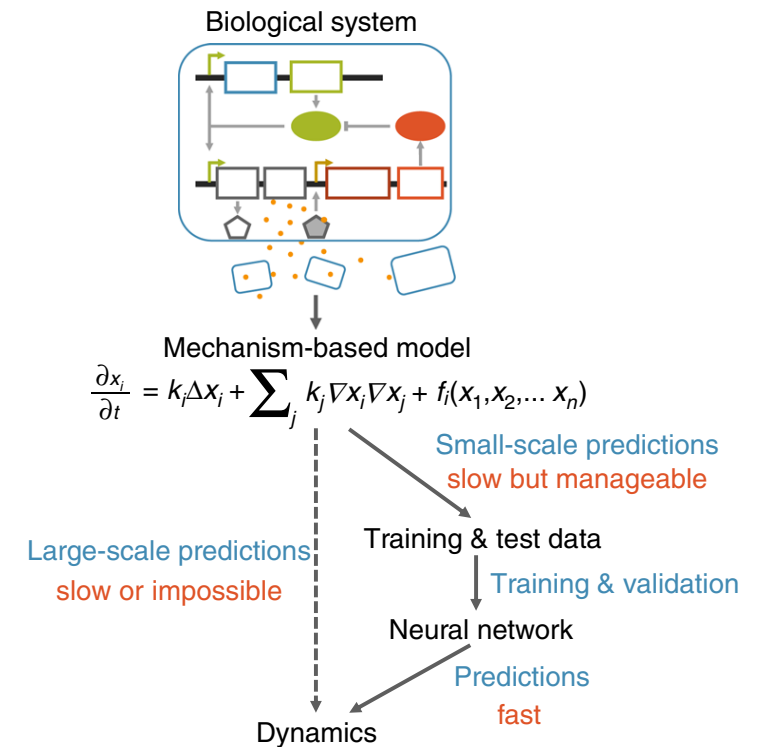 Biological system
Mechanism-based model
∂xᵢ/∂t = kᵢΔxᵢ + ∑ⱼ kⱼ∇xᵢ∇xⱼ + fᵢ(x₁,x₂,... xₙ)
Small-scale predictions
slow but manageable
Large-scale predictions
slow or impossible
Training & test data
Training & validation
Neural network
Predictions
fast
Dynamics